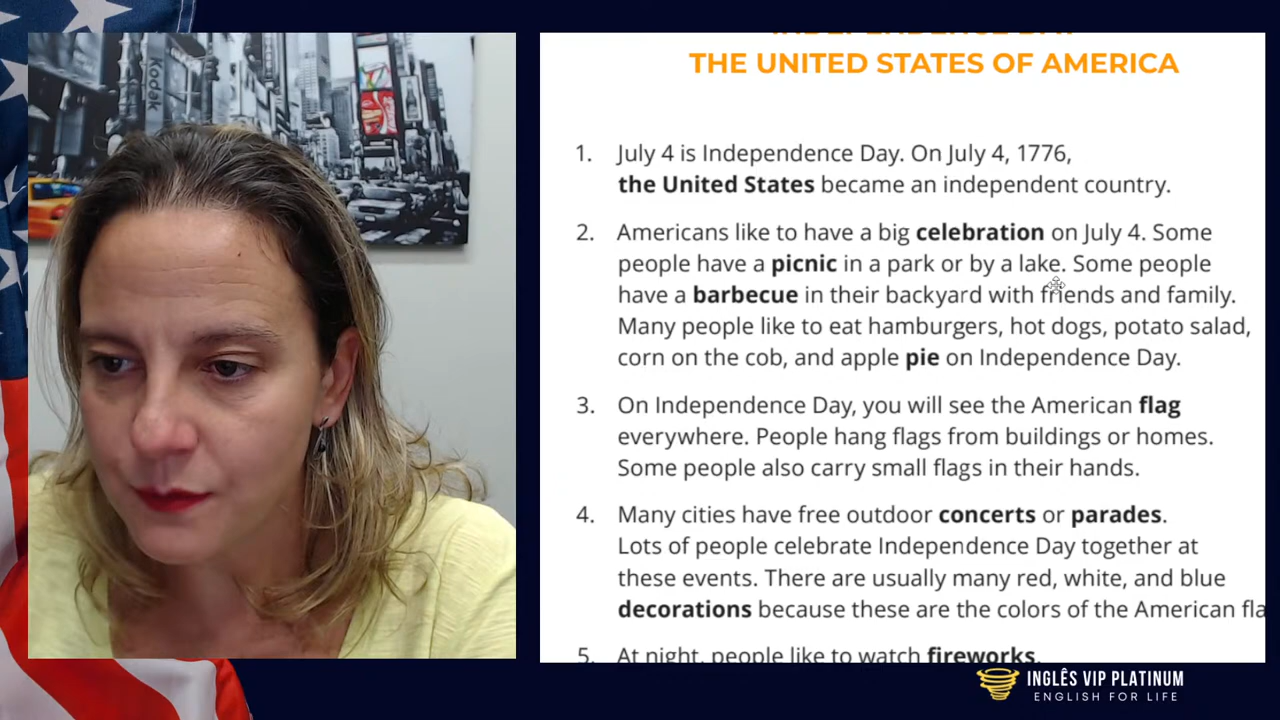 Kodak
THE UNITED STATES OF AMERICA
1. July 4 is Independence Day. On July 4, 1776,
the United States became an independent country.
2. Americans like to have a big celebration on July 4. Some
people have a picnic in a park or by a lake. Some people
have a barbecue in their backyard with friends and family.
Many people like to eat hamburgers, hot dogs, potato salad,
corn on the cob, and apple pie on Independence Day.
3. On Independence Day, you will see the American flag
everywhere. People hang flags from buildings or homes.
Some people also carry small flags in their hands.
4. Many cities have free outdoor concerts or parades.
Lots of people celebrate Independence Day together at
these events. There are usually many red, white, and blue
decorations because these are the colors of the American fla
5. At night, people like to watch fireworks.
INGLÊS VIP PLATINUM
ENGLISH FOR LIFE